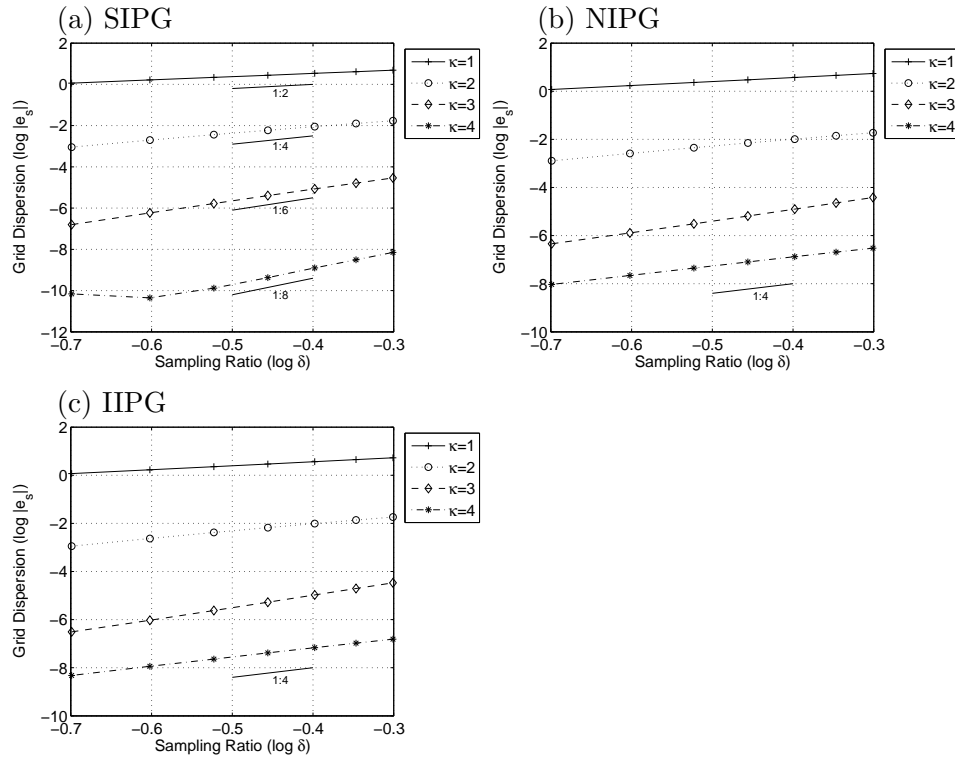 (a) SIPG
2
0
−2
−4
−6
−8
−10
−12
−0.7
−0.6
−0.5
−0.4
−0.3
Sampling Ratio (log δ)
Grid Dispersion (log |e_s|)
1:2
1:4
1:6
1:8
κ=1
κ=2
κ=3
κ=4
(b) NIPG
2
0
−2
−4
−6
−8
−10
−0.7
−0.6
−0.5
−0.4
−0.3
Sampling Ratio (log δ)
Grid Dispersion (log |e_s|)
1:4
κ=1
κ=2
κ=3
κ=4
(c) IIPG
2
0
−2
−4
−6
−8
−10
−0.7
−0.6
−0.5
−0.4
−0.3
Sampling Ratio (log δ)
Grid Dispersion (log |e_s|)
1:4
κ=1
κ=2
κ=3
κ=4